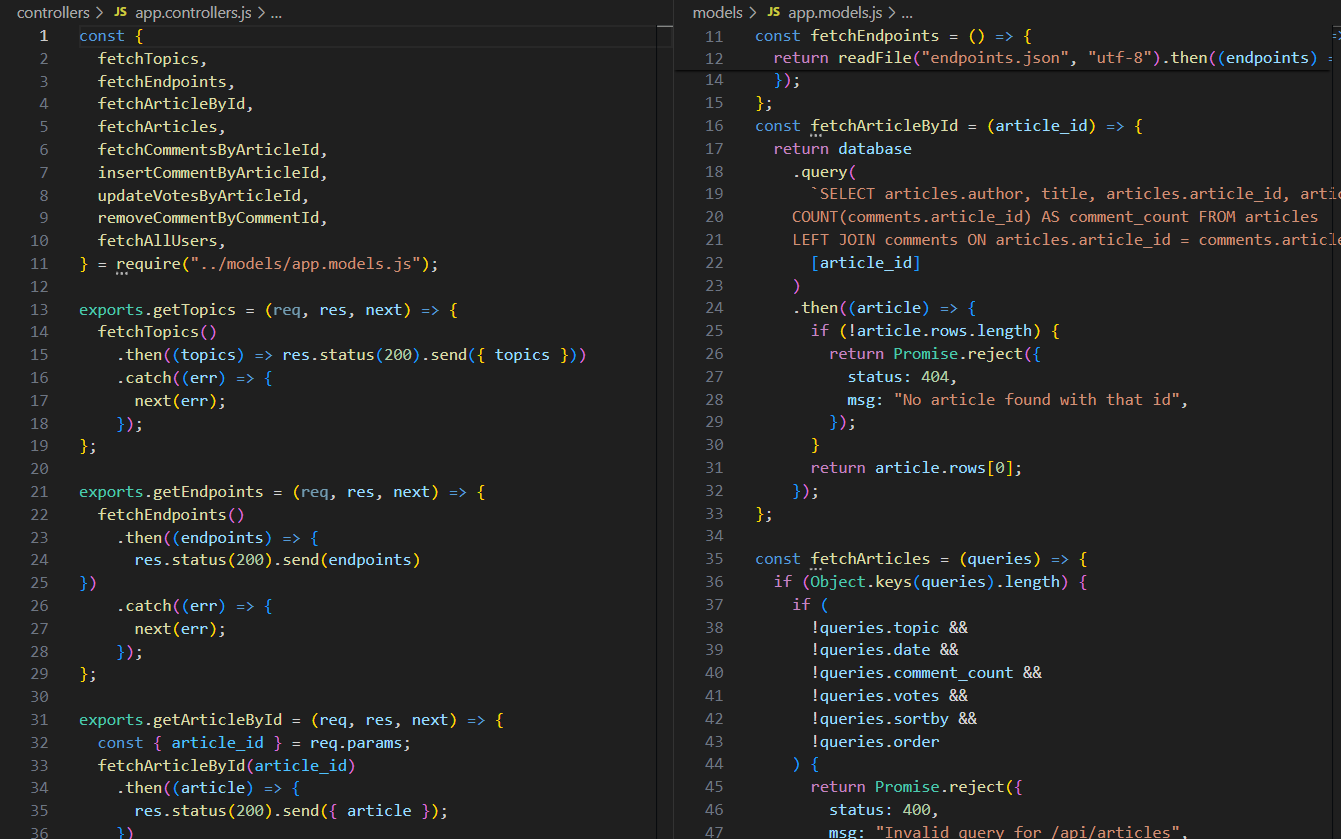 controllers > JS app.controllers.js > ...
1 const {
2 fetchTopics,
3 fetchEndpoints,
4 fetchArticleById,
5 fetchArticles,
6 fetchCommentsByArticleId,
7 insertCommentByArticleId,
8 updateVotesByArticleId,
9 removeCommentByCommentId,
10 fetchAllUsers,
11 } = require("../models/app.models.js");
12
13 exports.getTopics = (req, res, next) => {
14 fetchTopics()
15 .then((topics) => res.status(200).send({ topics }))
16 .catch((err) => {
17 next(err);
18 });
19 };
20
21 exports.getEndpoints = (req, res, next) => {
22 fetchEndpoints()
23 .then((endpoints) => {
24 res.status(200).send(endpoints)
25 })
26 .catch((err) => {
27 next(err);
28 });
29 };
30
31 exports.getArticleById = (req, res, next) => {
32 const { article_id } = req.params;
33 fetchArticleById(article_id)
34 .then((article) => {
35 res.status(200).send({ article });
36 })
models > JS app.models.js > ...
11 const fetchEndpoints = () => {
12 return readFile("endpoints.json", "utf-8").then((endpoints) =
14 });
15 };
16 const fetchArticleById = (article_id) => {
17 return database
18 .query(
19 `SELECT articles.author, title, articles.article_id, artic
20 COUNT(comments.article_id) AS comment_count FROM articles
21 LEFT JOIN comments ON articles.article_id = comments.article
22 [article_id]
23 )
24 .then((article) => {
25 if (!article.rows.length) {
26 return Promise.reject({
27 status: 404,
28 msg: "No article found with that id",
29 });
30 }
31 return article.rows[0];
32 });
33 };
34
35 const fetchArticles = (queries) => {
36 if (Object.keys(queries).length) {
37 if (
38 !queries.topic &&
39 !queries.date &&
40 !queries.comment_count &&
41 !queries.votes &&
42 !queries.sortby &&
43 !queries.order
44 ) {
45 return Promise.reject({
46 status: 400,
47 msg: "Invalid query for /api/articles",